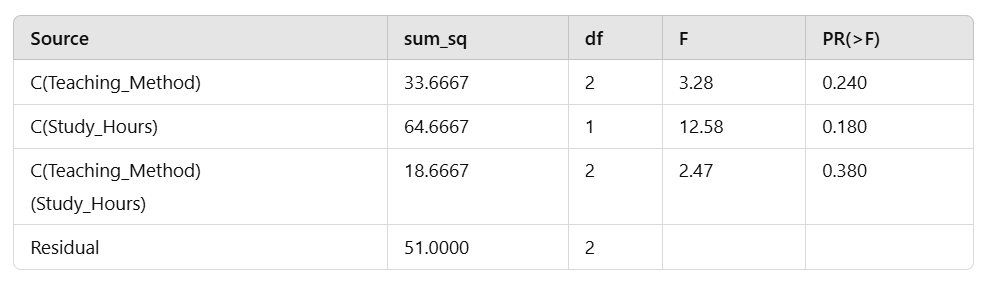 Source sum_sq df F PR(>F)
C(Teaching_Method) 33.6667 2 3.28 0.240
C(Study_Hours) 64.6667 1 12.58 0.180
C(Teaching_Method) 18.6667 2 2.47 0.380
(Study_Hours)
Residual 51.0000 2